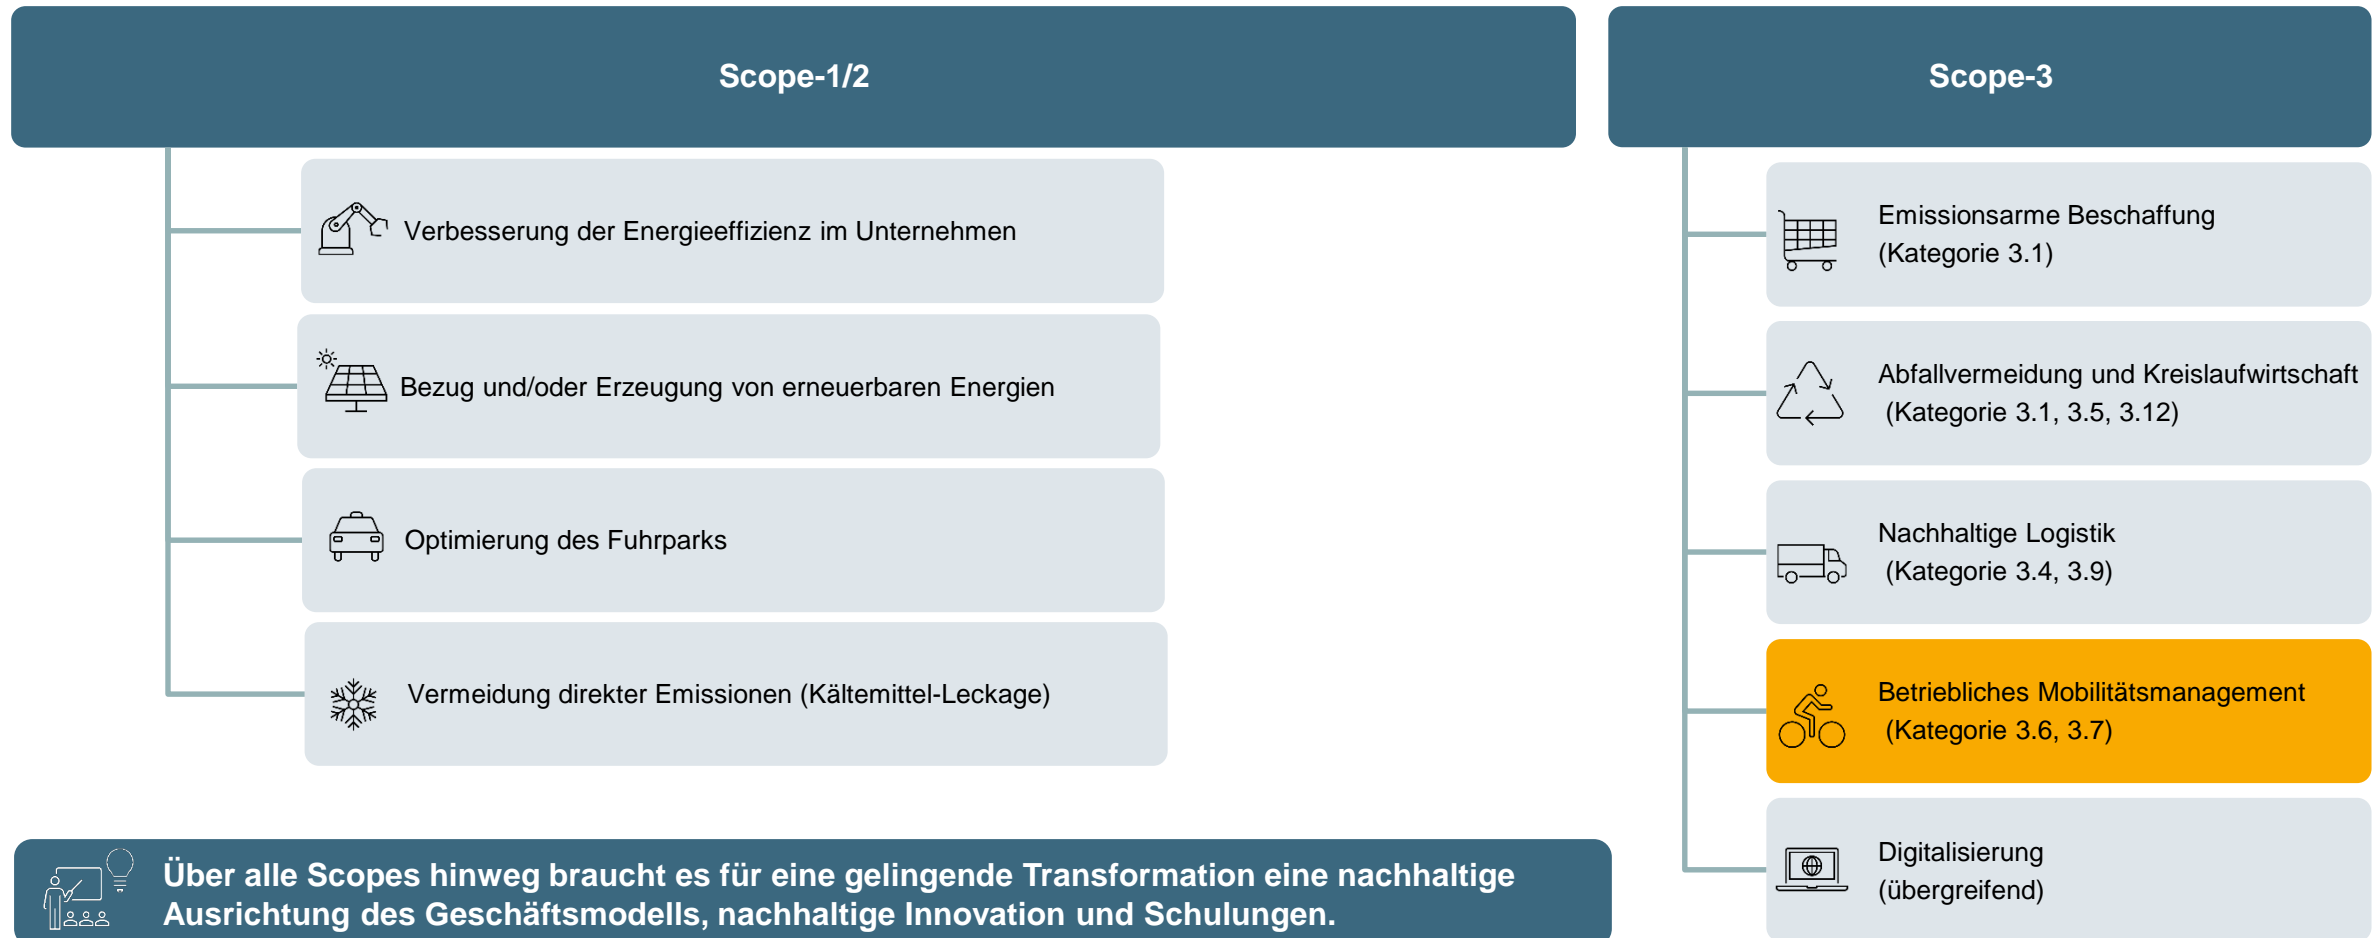 Scope-1/2
Verbesserung der Energieeffizienz im Unternehmen
Bezug und/oder Erzeugung von erneuerbaren Energien
Optimierung des Fuhrparks
Vermeidung direkter Emissionen (Kältemittel-Leckage)
Scope-3
Emissionsarme Beschaffung
(Kategorie 3.1)
Abfallvermeidung und Kreislaufwirtschaft
(Kategorie 3.1, 3.5, 3.12)
Nachhaltige Logistik
(Kategorie 3.4, 3.9)
Betriebliches Mobilitätsmanagement
(Kategorie 3.6, 3.7)
Digitalisierung
(übergreifend)
Über alle Scopes hinweg braucht es für eine gelingende Transformation eine nachhaltige
Ausrichtung des Geschäftsmodells, nachhaltige Innovation und Schulungen.